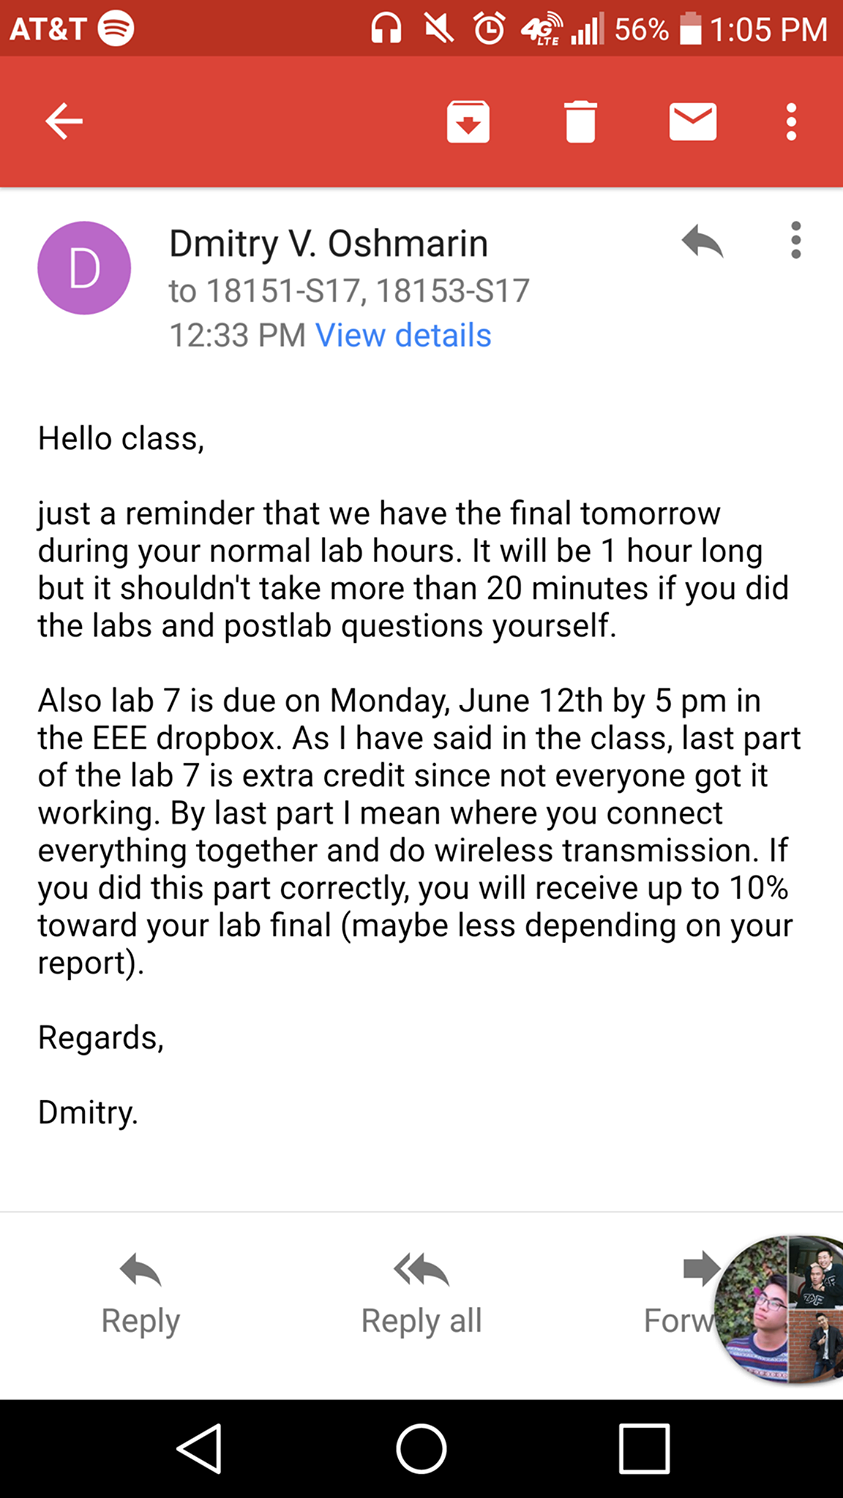 AT&T 4G LTE 56% 1:05 PM
D
Dmitry V. Oshmarin
to 18151-S17, 18153-S17
12:33 PM View details
Hello class,
just a reminder that we have the final tomorrow
during your normal lab hours. It will be 1 hour long
but it shouldn't take more than 20 minutes if you did
the labs and postlab questions yourself.
Also lab 7 is due on Monday, June 12th by 5 pm in
the EEE dropbox. As I have said in the class, last part
of the lab 7 is extra credit since not everyone got it
working. By last part I mean where you connect
everything together and do wireless transmission. If
you did this part correctly, you will receive up to 10%
toward your lab final (maybe less depending on your
report).
Regards,
Dmitry.
Reply Reply all Forw